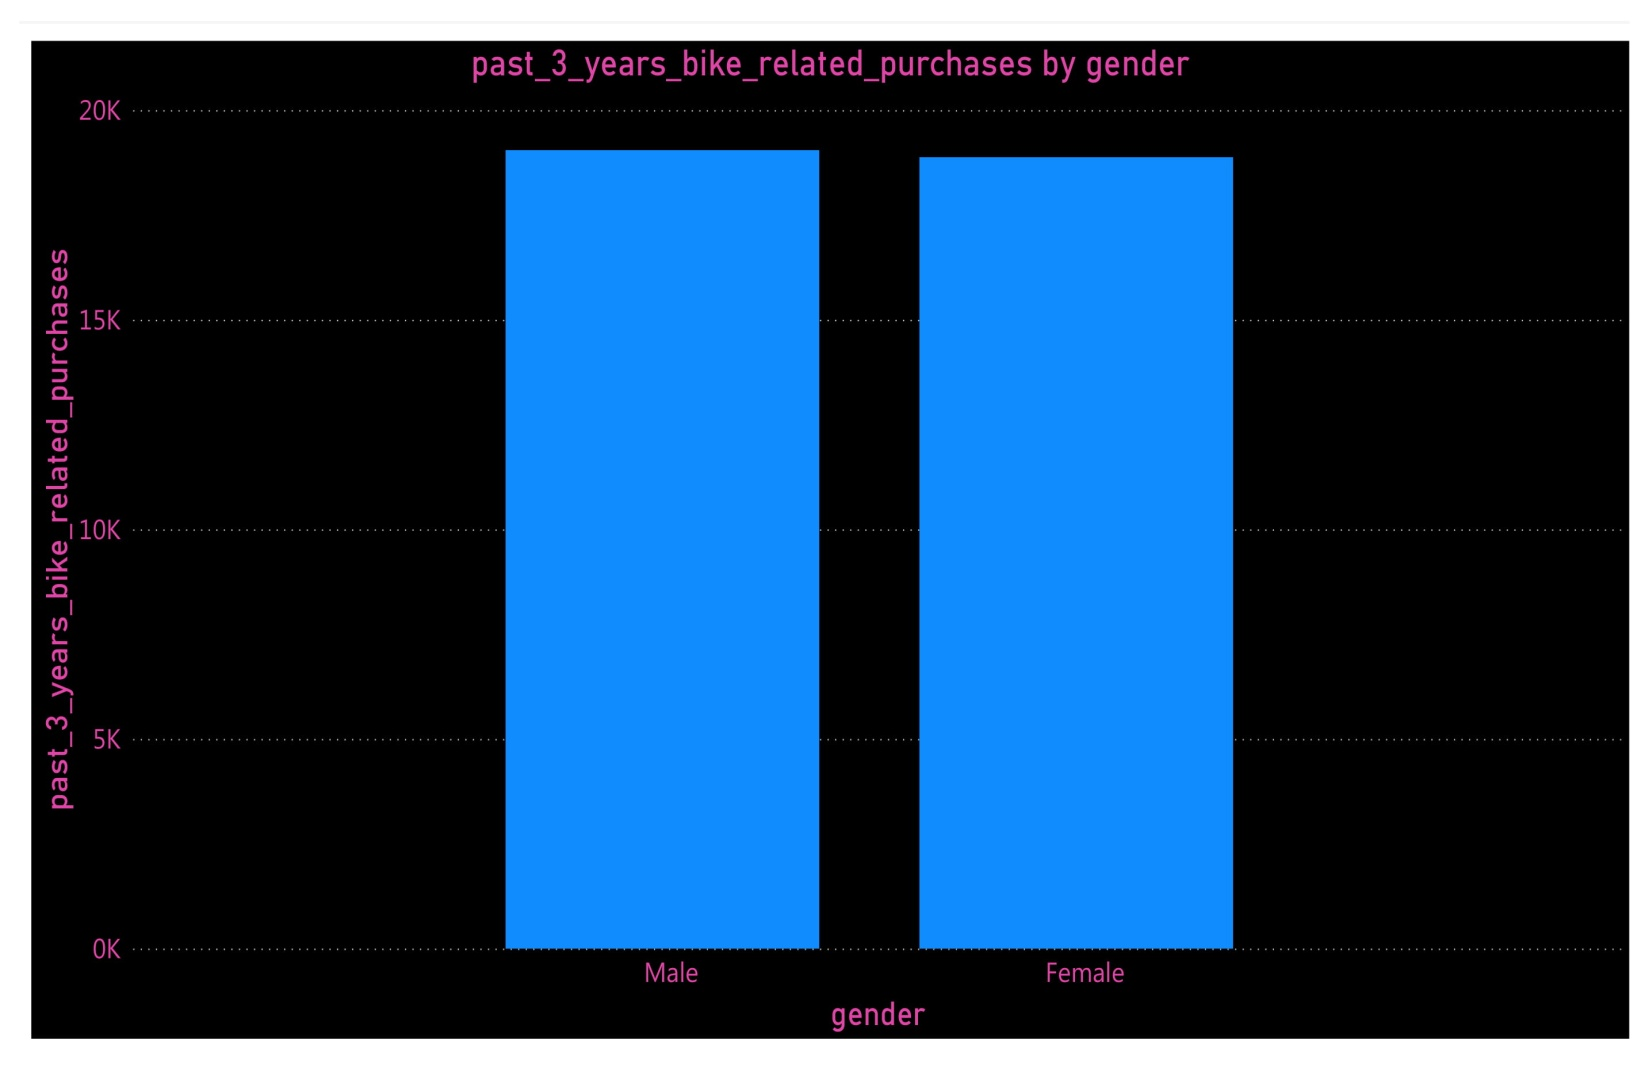 past_3_years_bike_related_purchases by gender
past_3_years_bike_related_purchases
20K
15K
10K
5K
0K
Male
Female
gender